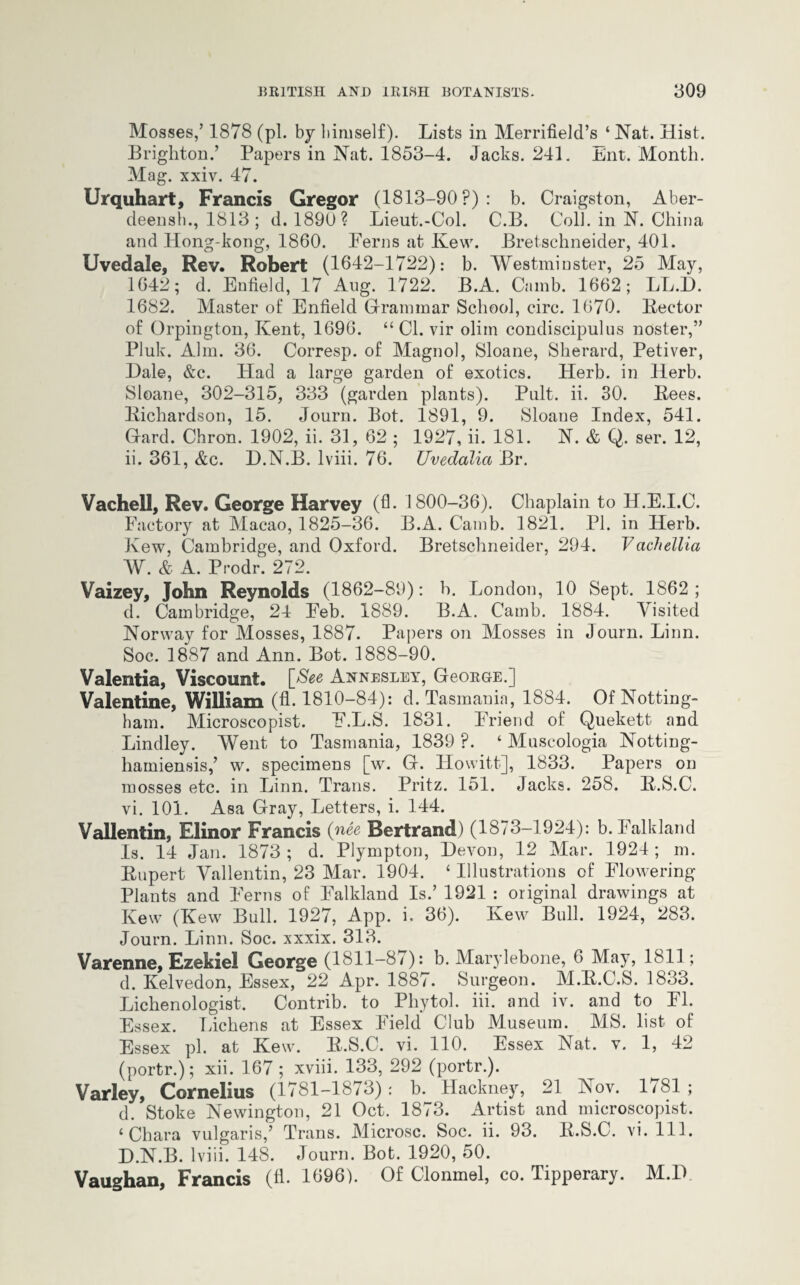 BRITISH AND IRISH BOTANISTS. 309
Mosses,’ 1878 (pl. by himself). Lists in Merrifield’s ‘ Nat. Hist.
Brighton.’ Papers in Nat. 1853–4. Jacks. 241. Ent. Month.
Mag. xxiv. 47.
Urquhart, Francis Gregor (1813–90 ?) : b. Craigston, Aber-
deensh., 1813 ; d. 1890 ? Lieut.-Col. C.B. Coll. in N. China
and Hong-kong, 1860. Ferns at Kew. Bretschneider, 401.
Uvedale, Rev. Robert (1642–1722): b. Westminster, 25 May,
1642; d. Enfield, 17 Aug. 1722. B.A. Camb. 1662; LL.D.
1682. Master of Enfield Grammar School, circ. 1670. Rector
of Orpington, Kent, 1696. “ Cl. vir olim condiscipulus noster,”
Pluk. Alm. 36. Corresp. of Magnol, Sloane, Sherard, Petiver,
Dale, &c. Had a large garden of exotics. Herb. in Herb.
Sloane, 302–315, 333 (garden plants). Pult. ii. 30. Rees.
Richardson, 15. Journ. Bot. 1891, 9. Sloane Index, 541.
Gard. Chron. 1902, ii. 31, 62 ; 1927, ii. 181. N. & Q. ser. 12,
ii. 361, &c. D.N.B. lviii. 76. Uvedalia Br.
Vachell, Rev. George Harvey (fl. 1800–36). Chaplain to H.E.I.C.
Factory at Macao, 1825–36. B.A. Camb. 1821. Pl. in Herb.
Kew, Cambridge, and Oxford. Bretschneider, 294. Vachellia
W. & A. Prodr. 272.
Vaizey, John Reynolds (1862–89): b. London, 10 Sept. 1862 ;
d. Cambridge, 24 Feb. 1889. B.A. Camb. 1884. Visited
Norway for Mosses, 1887. Papers on Mosses in Journ. Linn.
Soc. 1887 and Ann. Bot. 1888–90.
Valentia, Viscount. [See Annesley, George.]
Valentine, William (fl. 1810–84): d. Tasmania, 1884. Of Notting-
ham. Microscopist. F.L.S. 1831. Friend of Quekett and
Lindley. Went to Tasmania, 1839 ?. ‘ Muscologia Notting-
hamiensis,’ w. specimens [w. G. Howitt], 1833. Papers on
mosses etc. in Linn. Trans. Pritz. 151. Jacks. 258. R.S.C.
vi. 101. Asa Gray, Letters, i. 144.
Vallentin, Elinor Francis (née Bertrand) (1873–1924): b. Falkland
Is. 14 Jan. 1873 ; d. Plympton, Devon, 12 Mar. 1924 ; m.
Rupert Vallentin, 23 Mar. 1904. ‘ Illustrations of Flowering
Plants and Ferns of Falkland Is.’ 1921 : original drawings at
Kew (Kew Bull. 1927, App. i. 36). Kew Bull. 1924, 283.
Journ. Linn. Soc. xxxix. 313.
Varenne, Ezekiel George (1811–87): b. Marylebone, 6 May, 1811 ;
d. Kelvedon, Essex, 22 Apr. 1887. Surgeon. M.R.C.S. 1833.
Lichenologist. Contrib. to Phytol. iii. and iv. and to Fl.
Essex. Lichens at Essex Field Club Museum. MS. list of
Essex pl. at Kew. R.S.C. vi. 110. Essex Nat. v. 1, 42
(portr.); xii. 167 ; xviii. 133, 292 (portr.).
Varley, Cornelius (1781–1873) : b. Hackney, 21 Nov. 1781 ;
d. Stoke Newington, 21 Oct. 1873. Artist and microscopist.
‘ Chara vulgaris,’ Trans. Microsc. Soc. ii. 93. R.S.C. vi. 111.
D.N.B. lviii. 148. Journ. Bot. 1920, 50.
Vaughan, Francis (fl. 1696). Of Clonmel, co. Tipperary. M.D.